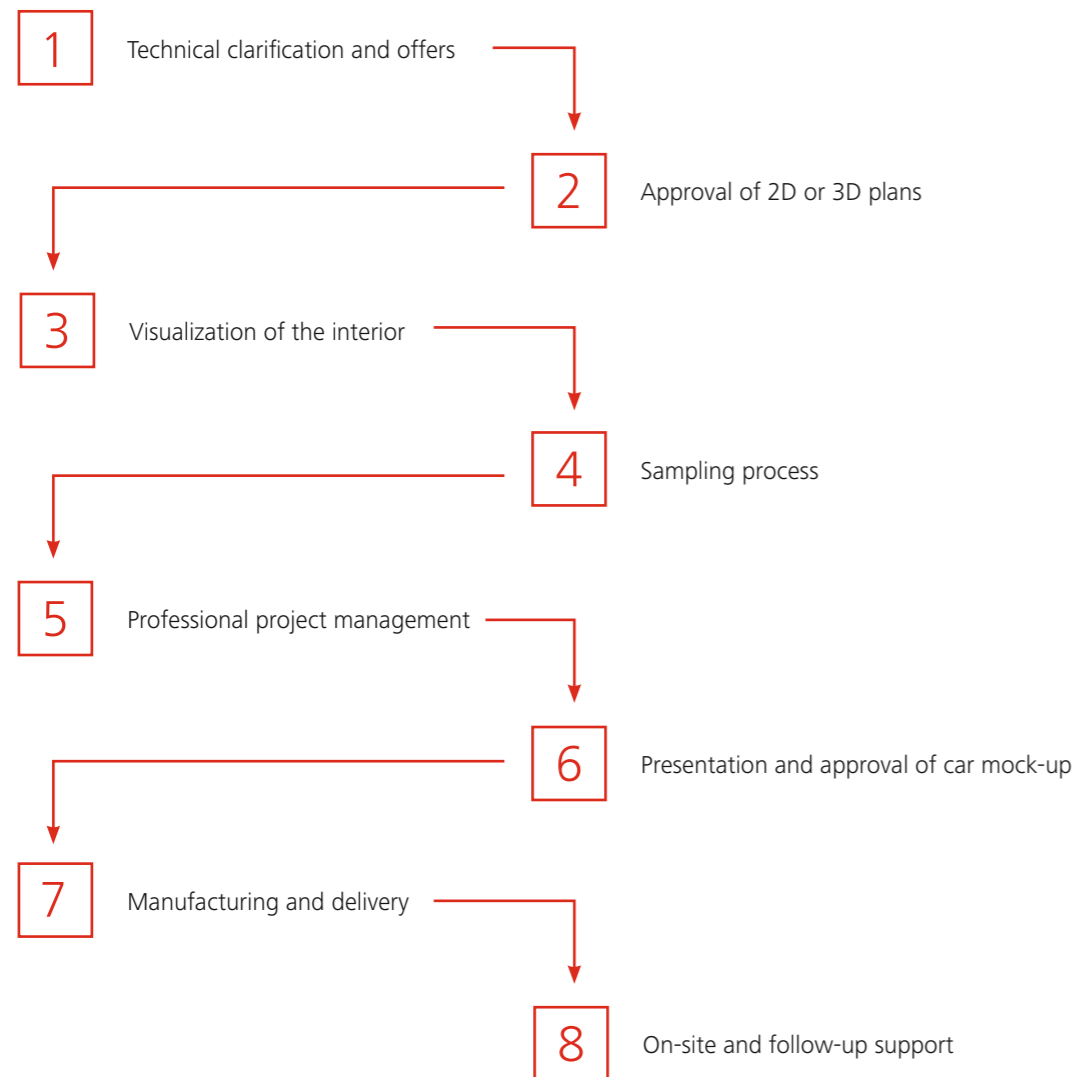 1 Technical clarification and offers
2 Approval of 2D or 3D plans
3 Visualization of the interior
4 Sampling process
5 Professional project management
6 Presentation and approval of car mock-up
7 Manufacturing and delivery
8 On-site and follow-up support